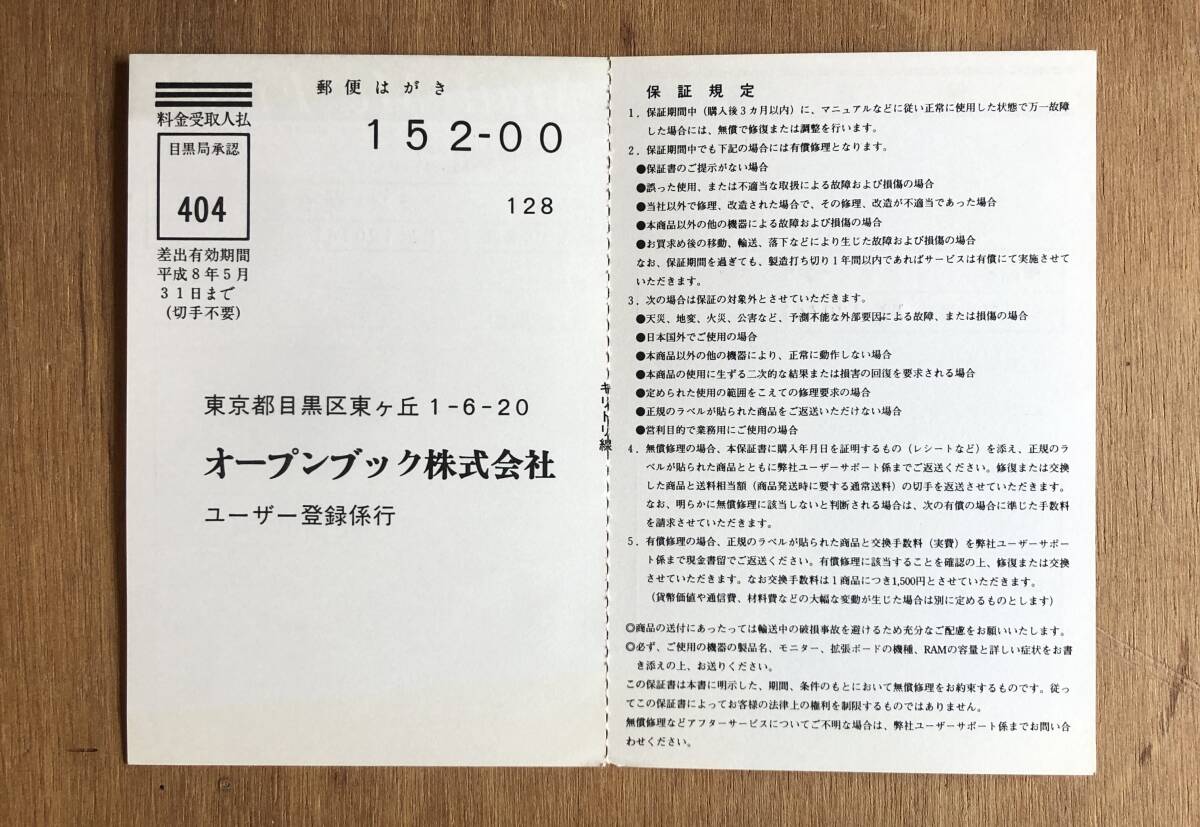 郵便はがき
料金受取人払
152-00
目黒局承認
404
128
差出有効期間
平成8年5月
31日まで
(切手不要)
東京都目黒区東ヶ丘1-6-20
オープンブック株式会社
ユーザー登録係行
キリトリ線
保証規定
1．保証期間中（購入後3カ月以内）に、マニュアルなどに従い正常に使用した状態で万一故障
した場合には、無償で修復または調整を行います。
2．保証期間中でも下記の場合には有償修理となります。
●保証書のご提示がない場合
●誤った使用、または不適当な取扱による故障および損傷の場合
●当社以外で修理、改造された場合で、その修理、改造が不適当であった場合
●本商品以外の他の機器による故障および損傷の場合
●お買求め後の移動、輸送、落下などにより生じた故障および損傷の場合
なお、保証期間を過ぎても、製造打ち切り1年間以内であればサービスは有償にて実施させて
いただきます。
3．次の場合は保証の対象外とさせていただきます。
●天災、地変、火災、公害など、予測不能な外部要因による故障、または損傷の場合
●日本国外でご使用の場合
●本商品以外の他の機器により、正常に動作しない場合
●本商品の使用に生ずる二次的な結果または損害の回復を要求される場合
●定められた使用の範囲をこえての修理要求の場合
●正規のラベルが貼られた商品をご返送いただけない場合
●営利目的で業務用にご使用の場合
4．無償修理の場合、本保証書に購入年月日を証明するもの（レシートなど）を添え、正規のラ
ベルが貼られた商品とともに弊社ユーザーサポート係までご返送ください。修復または交換
した商品と送料相当額（商品発送時に要する通常送料）の切手を返送させていただきます。
なお、明らかに無償修理に該当しないと判断される場合は、次の有償の場合に準じた手数料
を請求させていただきます。
5．有償修理の場合、正規のラベルが貼られた商品と交換手数料（実費）を弊社ユーザーサポー
ト係まで現金書留でご返送ください。有償修理に該当することを確認の上、修復または交換
させていただきます。なお交換手数料は1商品につき1,500円とさせていただきます。
（貨幣価値や通信費、材料費などの大幅な変動が生じた場合は別に定めるものとします）
◎商品の送付にあたっては輸送中の破損事故を避けるため充分なご配慮をお願いいたします。
◎必ず、ご使用の機器の製品名、モニター、拡張ボードの機種、RAMの容量と詳しい症状をお書
き添えの上、お送りください。
この保証書は本書に明示した、期間、条件のもとにおいて無償修理をお約束するものです。従っ
てこの保証書によってお客様の法律上の権利を制限するものではありません。
無償修理などアフターサービスについてご不明な場合は、弊社ユーザーサポート係までお問い合
わせください。